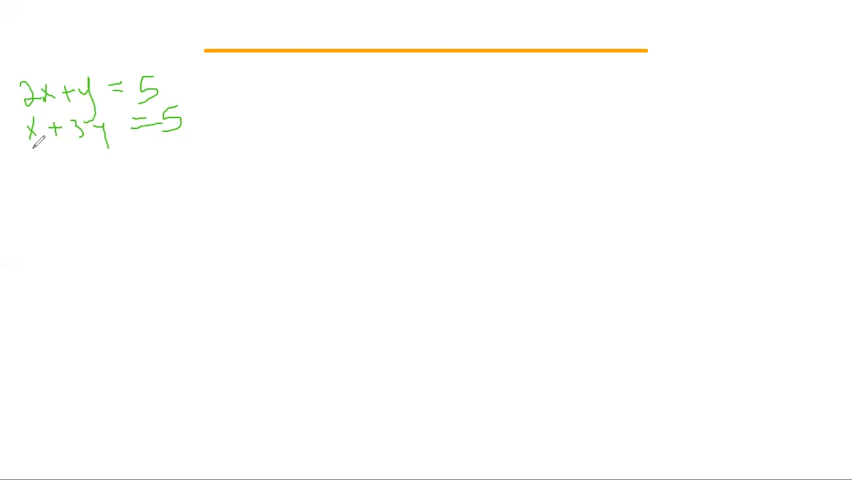 2x+y = 5
x+3y = 5